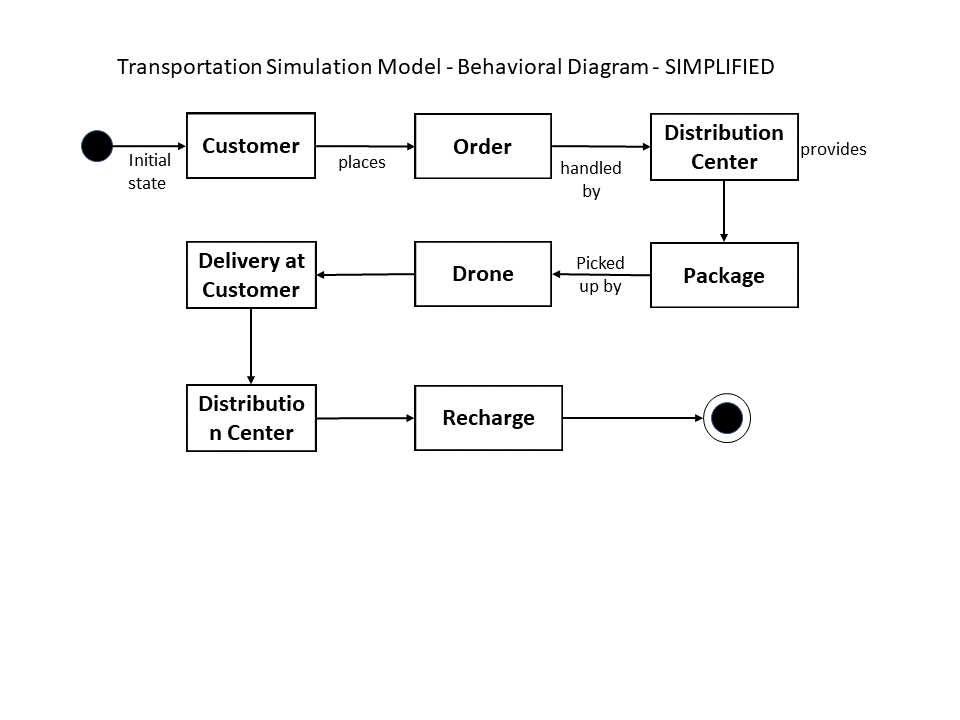 Transportation Simulation Model - Behavioral Diagram - SIMPLIFIED
Customer
Order
Distribution
Center
Initial
state
places
handled
by
provides
Delivery at
Customer
Drone
Picked
up by
Package
Distributio
n Center
Recharge